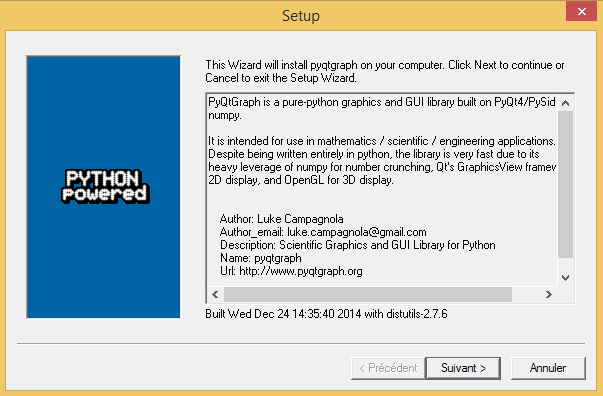 Setup
This Wizard will install pyqtgraph on your computer. Click Next to continue or
Cancel to exit the Setup Wizard.
PYTHON
powered
PyQtGraph is a pure-python graphics and GUI library built on PyQt4/PySid
numpy.
It is intended for use in mathematics / scientific / engineering applications.
Despite being written entirely in python, the library is very fast due to its
heavy leverage of numpy for number crunching, Qt's GraphicsView framew
2D display, and OpenGL for 3D display.
Author: Luke Campagnola
Author_email: luke.campagnola@gmail.com
Description: Scientific Graphics and GUI Library for Python
Name: pyqtgraph
Url: http://www.pyqtgraph.org
Built Wed Dec 24 14:35:40 2014 with distutils-2.7.6
< Précédent
Suivant >
Annuler